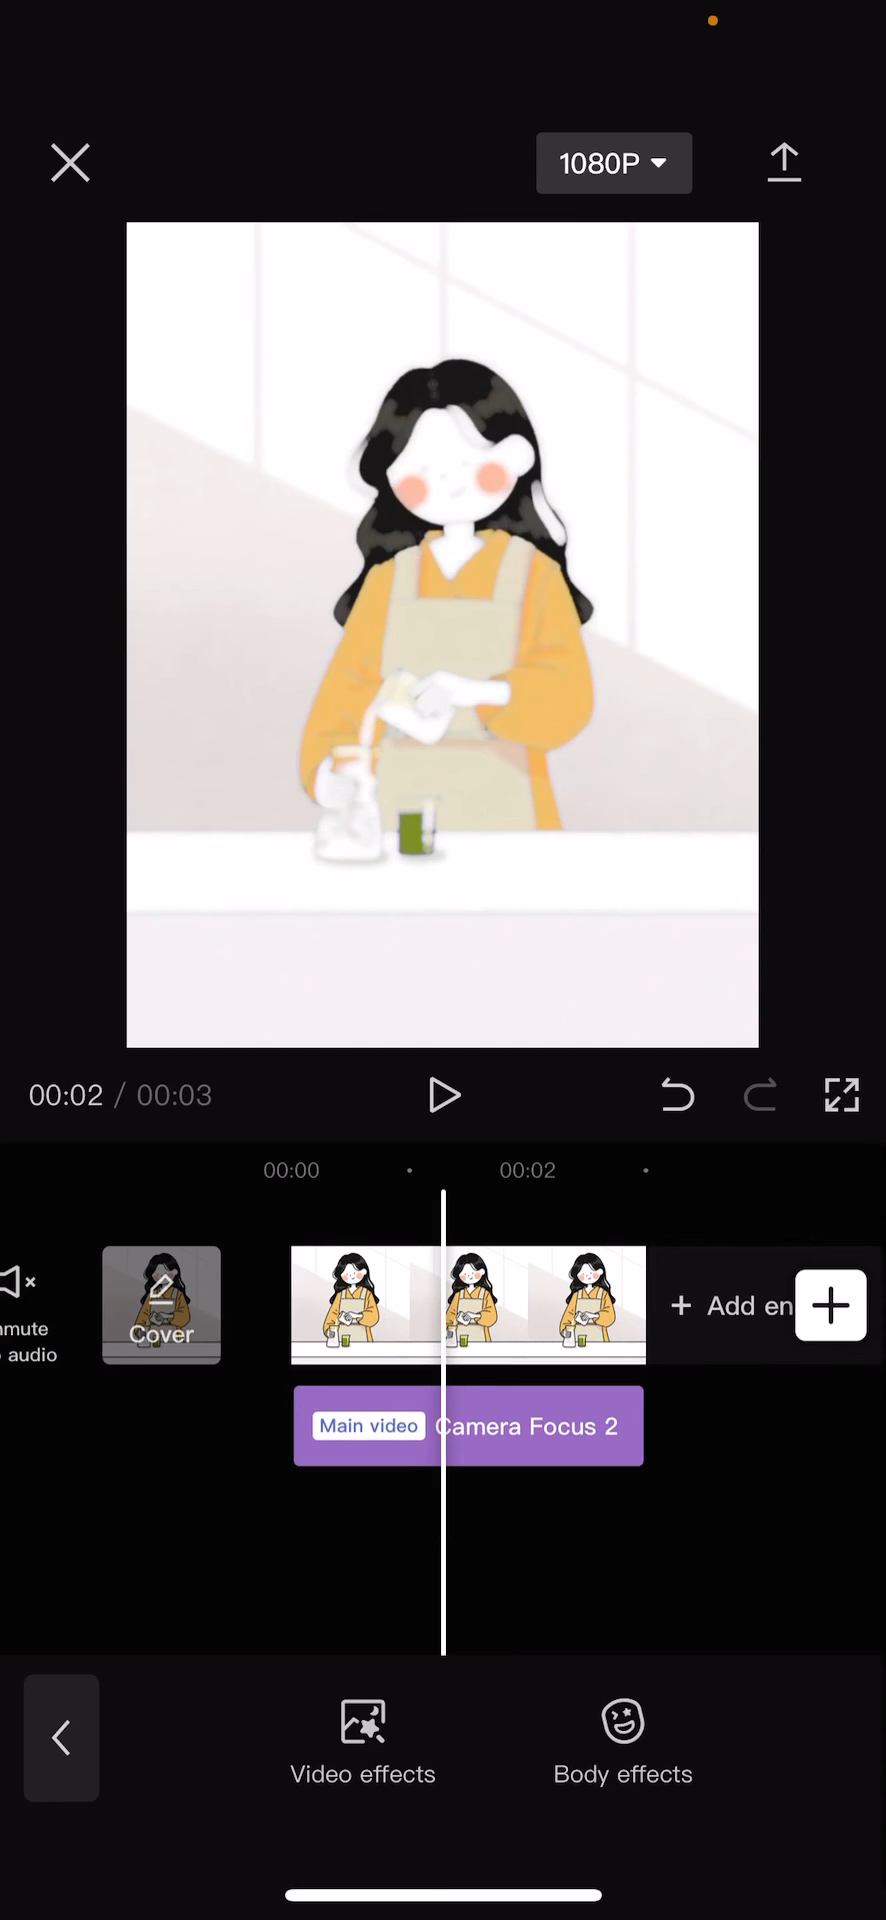 1080P
00:02 / 00:03
00:00
00:02
nmute
audio
Cover
+ Add en
Main video
Camera Focus 2
Video effects
Body effects